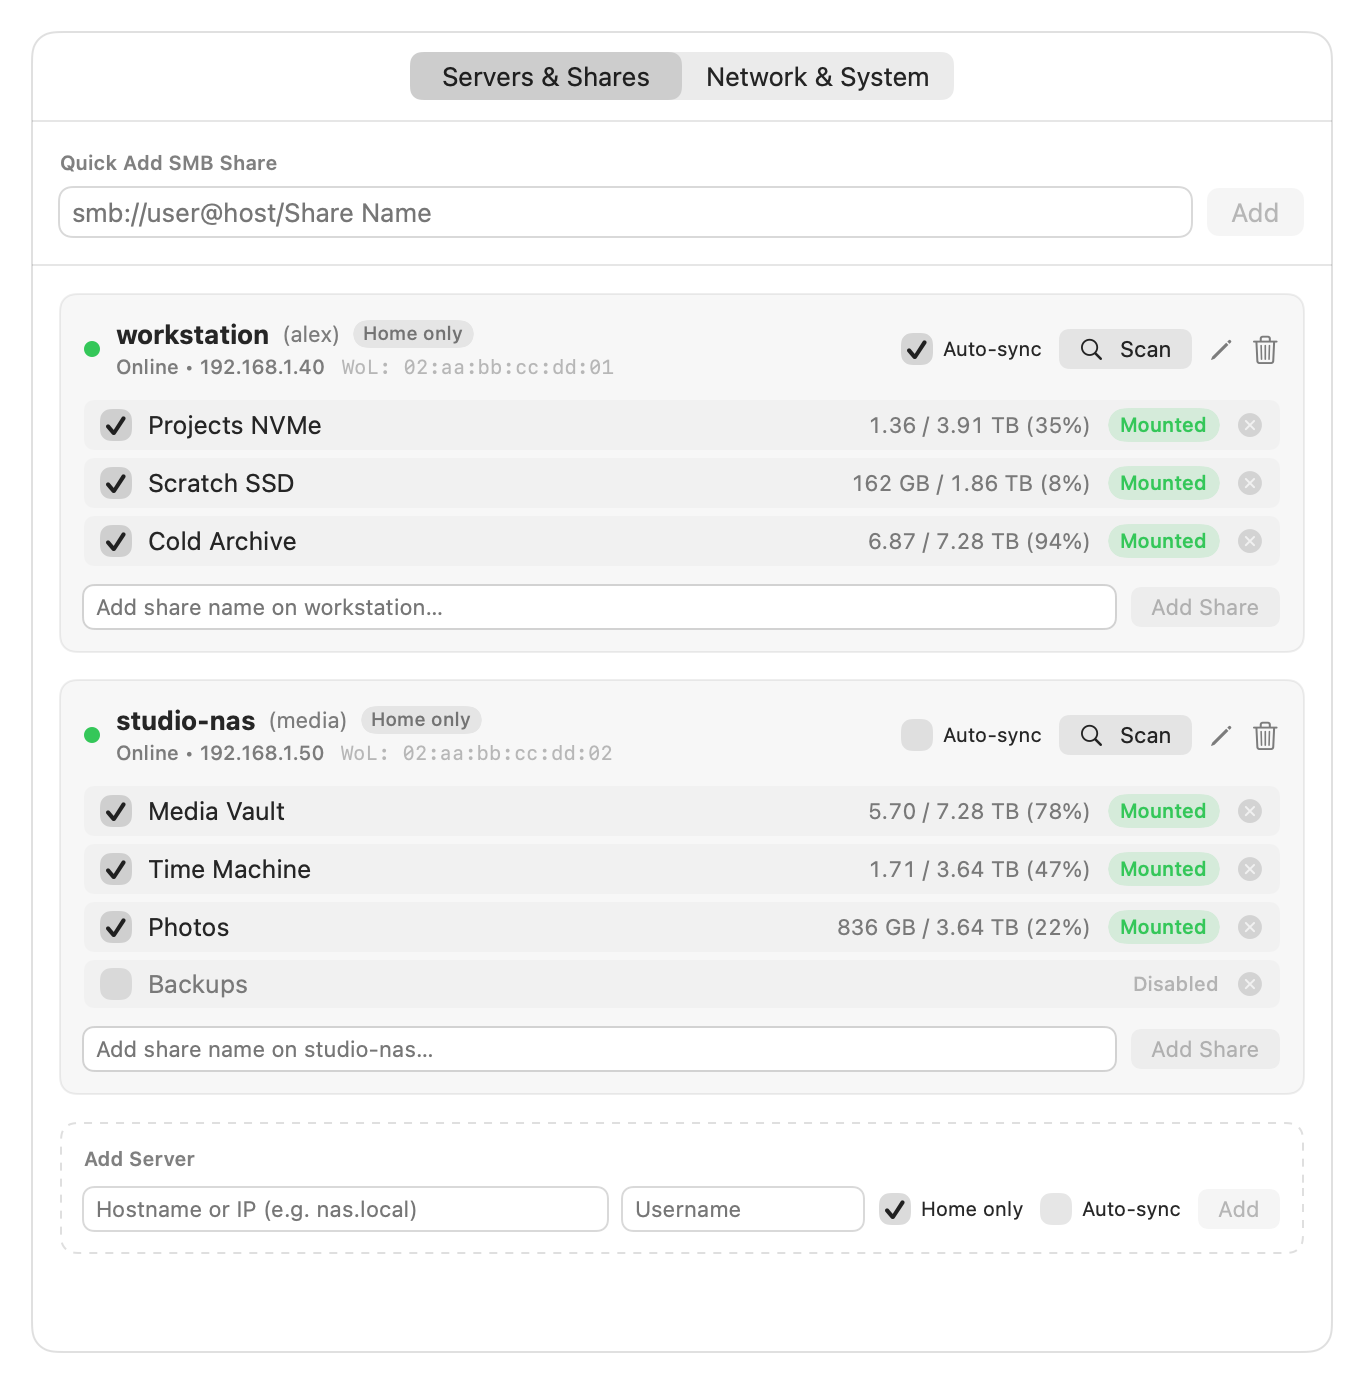 Servers & Shares Network & System
Quick Add SMB Share
smb://user@host/Share Name Add
workstation (alex) Home only
Online • 192.168.1.40 WoL: 02:aa:bb:cc:dd:01
Auto-sync Scan
Projects NVMe 1.36 / 3.91 TB (35%) Mounted
Scratch SSD 162 GB / 1.86 TB (8%) Mounted
Cold Archive 6.87 / 7.28 TB (94%) Mounted
Add share name on workstation... Add Share
studio-nas (media) Home only
Online • 192.168.1.50 WoL: 02:aa:bb:cc:dd:02
Auto-sync Scan
Media Vault 5.70 / 7.28 TB (78%) Mounted
Time Machine 1.71 / 3.64 TB (47%) Mounted
Photos 836 GB / 3.64 TB (22%) Mounted
Backups Disabled
Add share name on studio-nas... Add Share
Add Server
Hostname or IP (e.g. nas.local) Username Home only Auto-sync Add